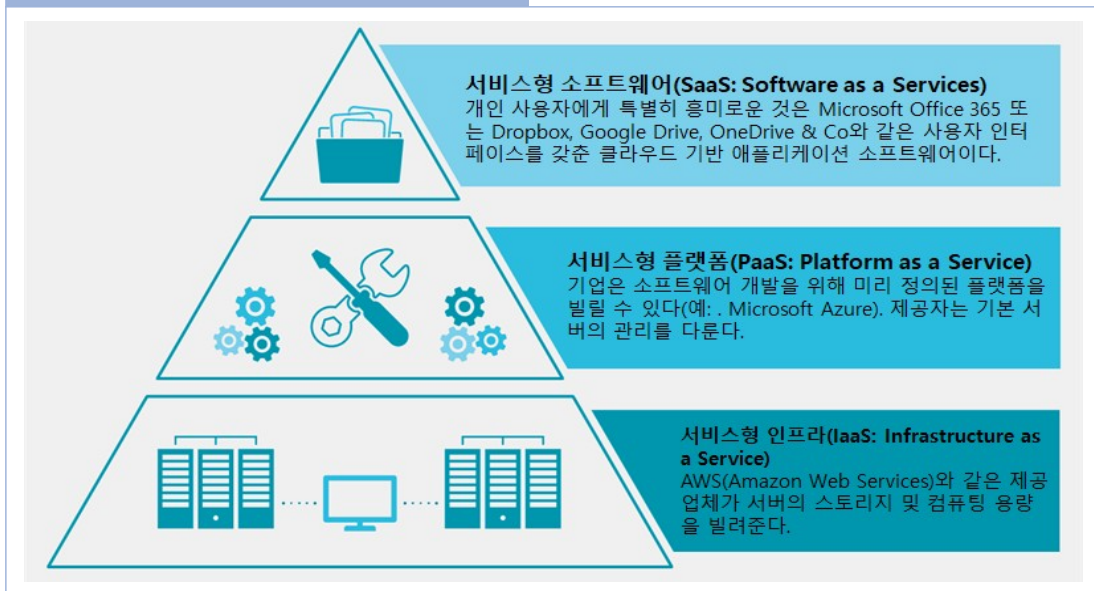 서비스형 소프트웨어(SaaS: Software as a Services)
개인 사용자에게 특별히 흥미로운 것은 Microsoft Office 365 또
는 Dropbox, Google Drive, OneDrive & Co와 같은 사용자 인터
페이스를 갖춘 클라우드 기반 애플리케이션 소프트웨어이다.
서비스형 플랫폼(PaaS: Platform as a Service)
기업은 소프트웨어 개발을 위해 미리 정의된 플랫폼을
빌릴 수 있다(예: . Microsoft Azure). 제공자는 기본 서
버의 관리를 다룬다.
서비스형 인프라(IaaS: Infrastructure as
a Service)
AWS(Amazon Web Services)와 같은 제공
업체가 서버의 스토리지 및 컴퓨팅 용량
을 빌려준다.